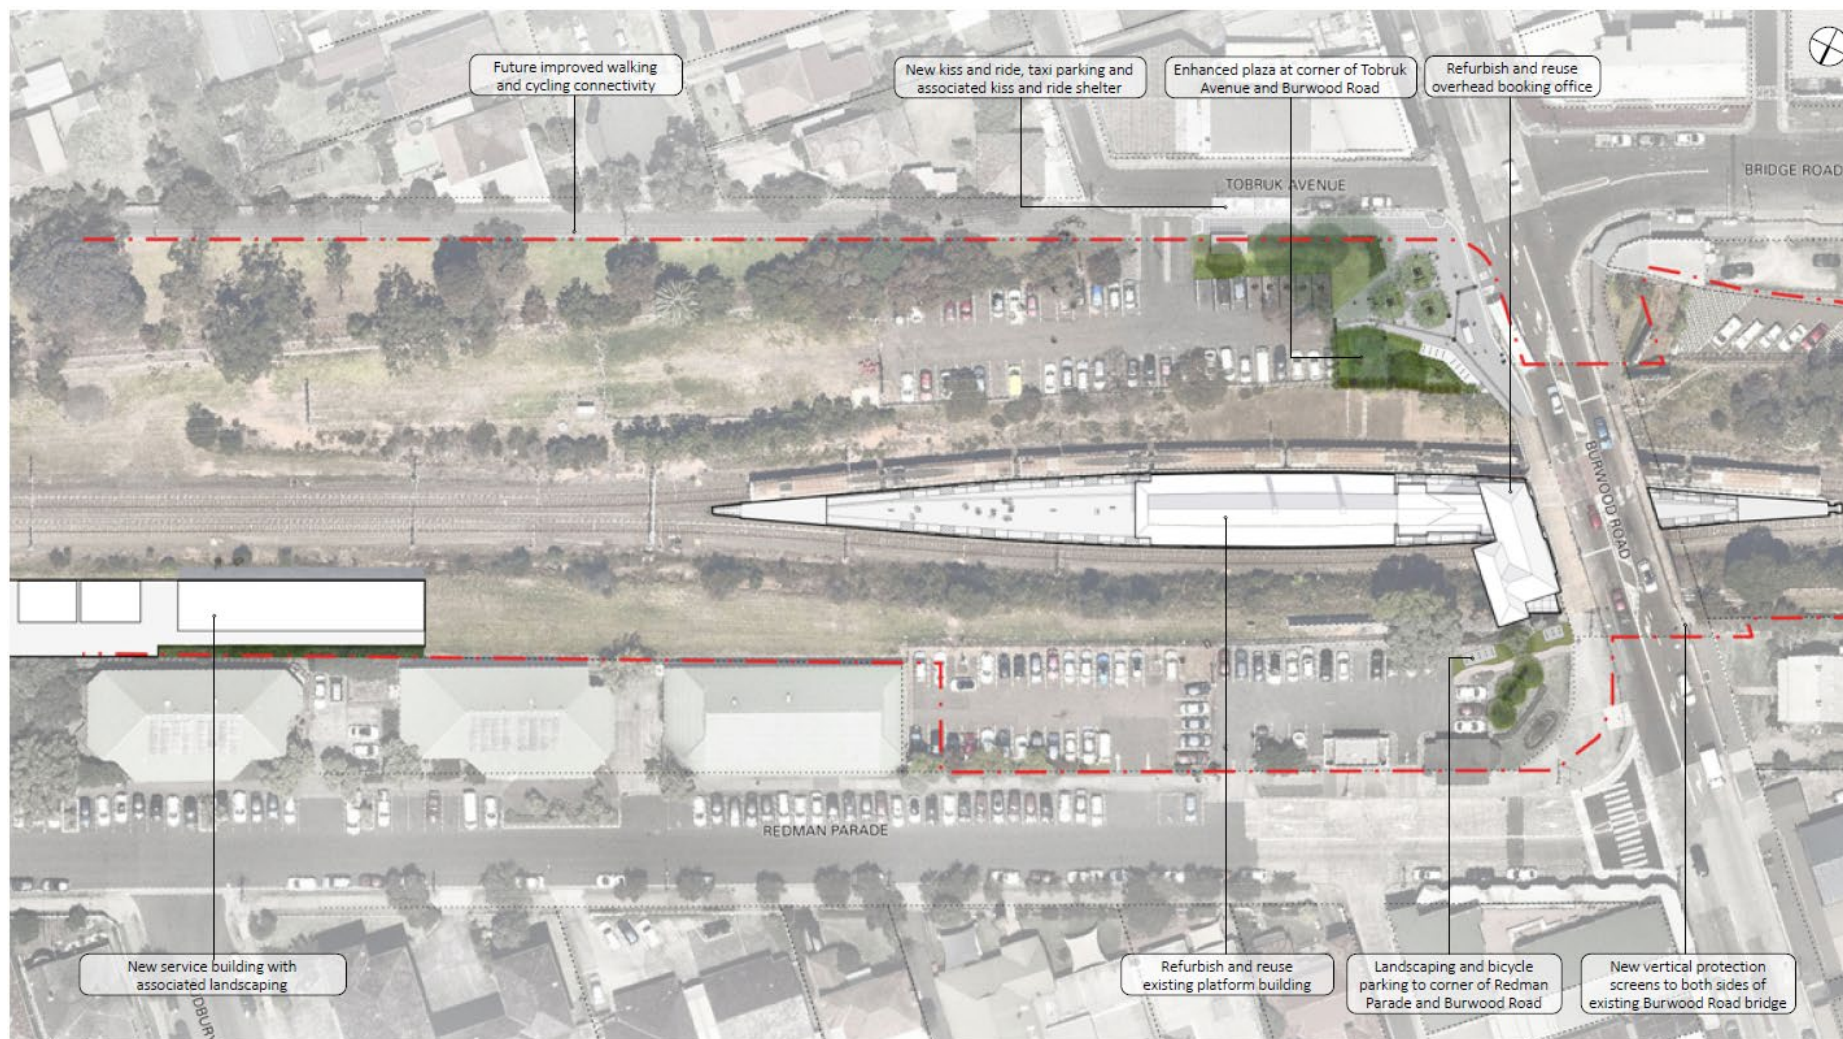 Future improved walking
and cycling connectivity
New kiss and ride, taxi parking and
associated kiss and ride shelter
Enhanced plaza at corner of Tobruk
Avenue and Burwood Road
Refurbish and reuse
overhead booking office
TOBRUK AVENUE
BRIDGE ROAD
BURWOOD ROAD
REDMAN PARADE
New service building with
associated landscaping
Refurbish and reuse
existing platform building
Landscaping and bicycle
parking to corner of Redman
Parade and Burwood Road
New vertical protection
screens to both sides of
existing Burwood Road bridge